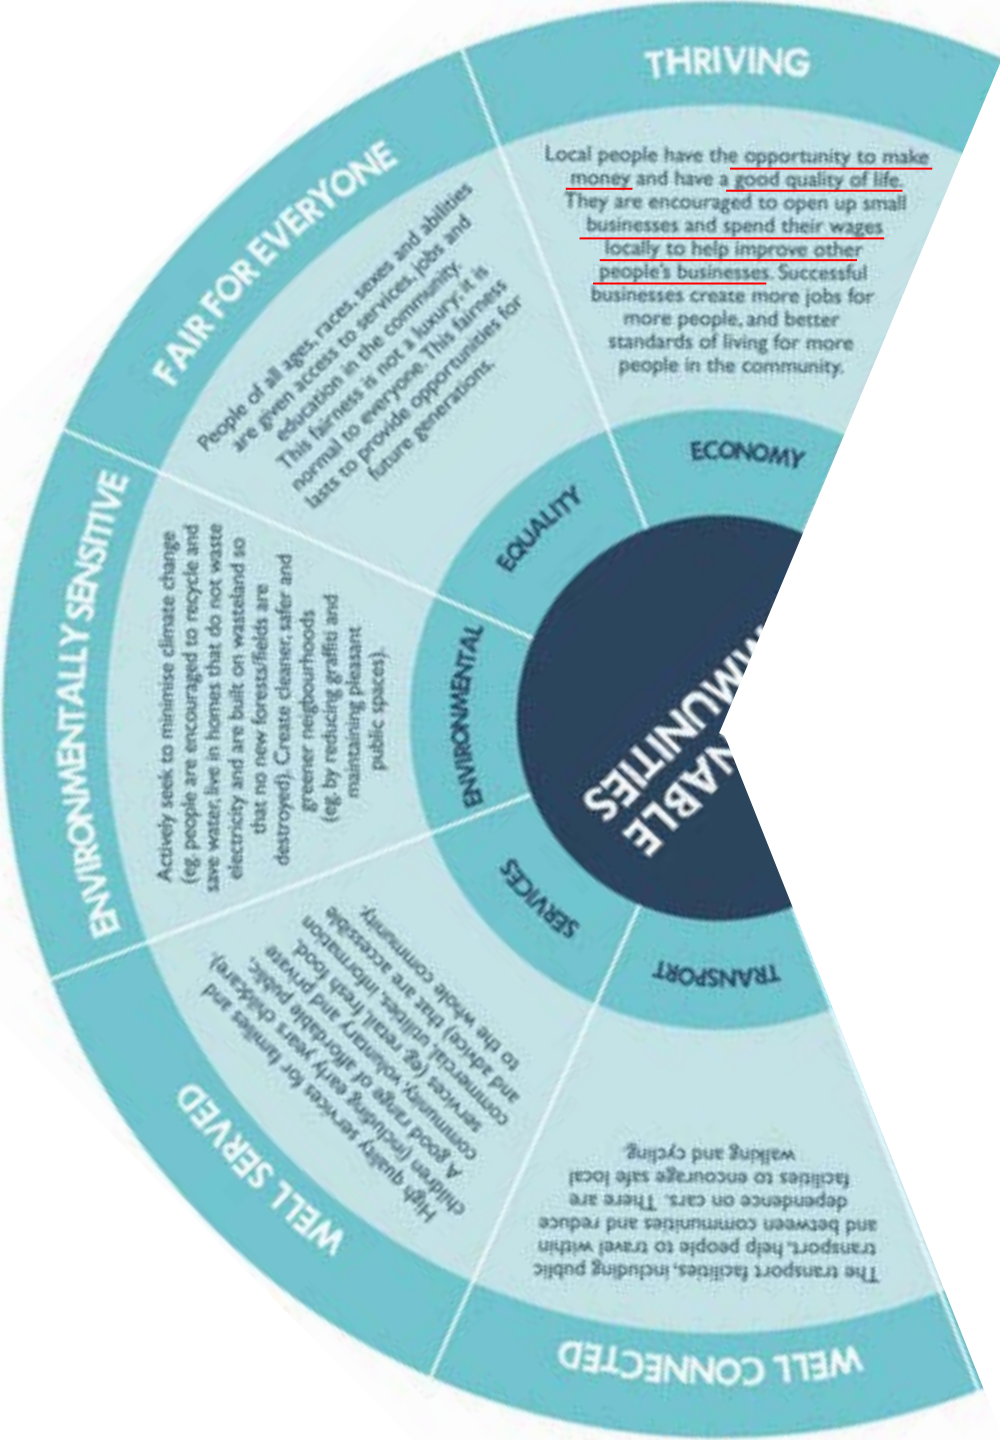 THRIVING
Local people have the opportunity to make
money and have a good quality of life.
They are encouraged to open up small
businesses and spend their wages
locally to help improve other
people's businesses. Successful
businesses create more jobs for
more people, and better
standards of living for more
people in the community.
ECONOMY
FAIR FOR EVERYONE
People of all ages, races, sexes and abilities
are given access to services, jobs and
education in the community.
This fairness is not a luxury, it is
normal to everyone. This fairness
lasts to provide opportunities for
future generations.
EQUALITY
ENVIRONMENTALLY SENSITIVE
Actively seek to minimise climate change
(eg. people are encouraged to recycle and
save water, live in homes that do not waste
electricity and are built on wasteland so
that no new forests/fields are
destroyed). Create cleaner, safer and
greener neigbourhoods
(eg. by reducing graffiti and
maintaining pleasant
public spaces).
ENVIRONMENTAL
WELL SERVED
High quality services for families and
children (including early years childcare).
A good range of affordable public,
community, voluntary and private
services (eg. retail, fresh food,
commercial, utilities, information
and advice) that are accessible
to the whole community.
SERVICES
WELL CONNECTED
The transport facilities, including public
transport, help people to travel within
and between communities and reduce
dependence on cars. There are
facilities to encourage safe local
walking and cycling.
TRANSPORT
NABLE
MMUNITIES